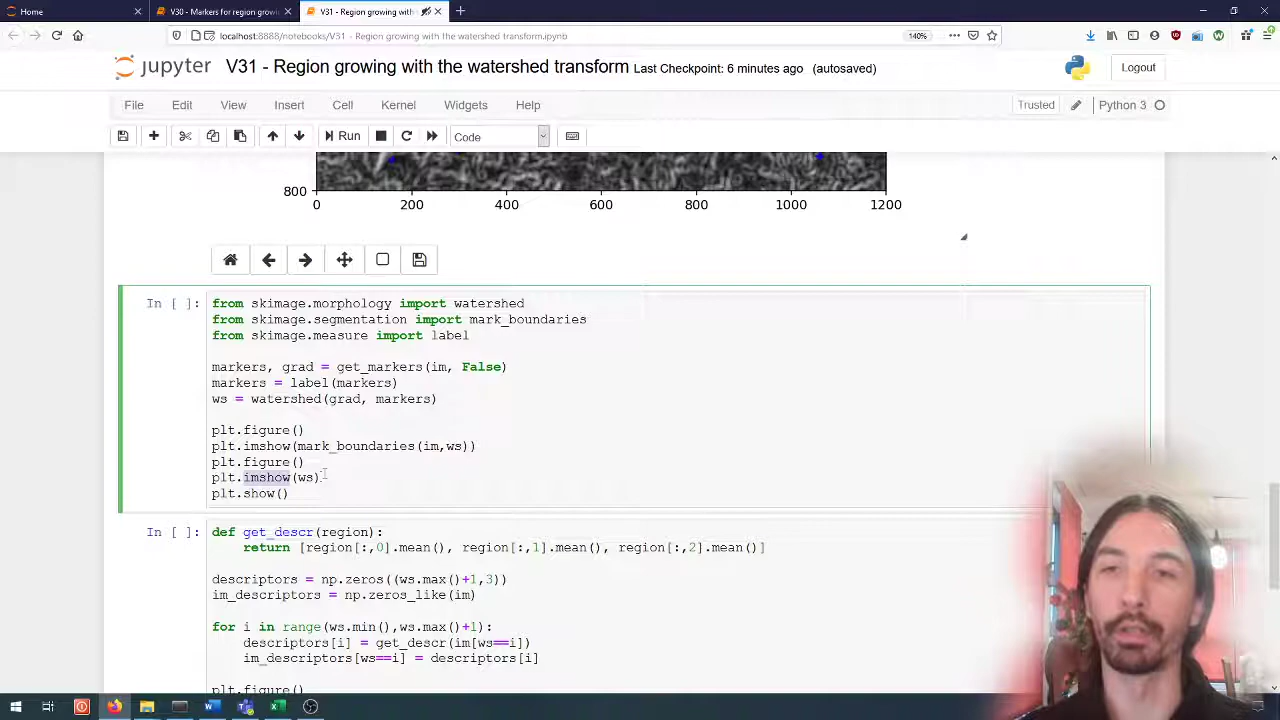 Home
V30 - Markers for region growin
V31 - Region growing with
localhost:8888/notebooks/V31 - Region growing with the watershed transform.ipynb
140%
jupyter
V31 - Region growing with the watershed transform Last Checkpoint: 6 minutes ago (autosaved)
Logout
File Edit View Insert Cell Kernel Widgets Help
Trusted
Python 3
Run
Code
800
0 200 400 600 800 1000 1200
In [ ]: from skimage.morphology import watershed
from skimage.segmentation import mark_boundaries
from skimage.measure import label
markers, grad = get_markers(im, False)
markers = label(markers)
ws = watershed(grad, markers)
plt.figure()
plt.imshow(mark_boundaries(im,ws))
plt.figure()
plt.imshow(ws)
plt.show()
In [ ]: def get_descr(region):
return [region[:,0].mean(), region[:,1].mean(), region[:,2].mean()]
descriptors = np.zeros((ws.max()+1,3))
im_descriptors = np.zeros_like(im)
for i in range(ws.min(),ws.max()+1):
descriptors[i] = get_descr(im[ws==i])
im_descriptors[ws==i] = descriptors[i]
plt.figure()